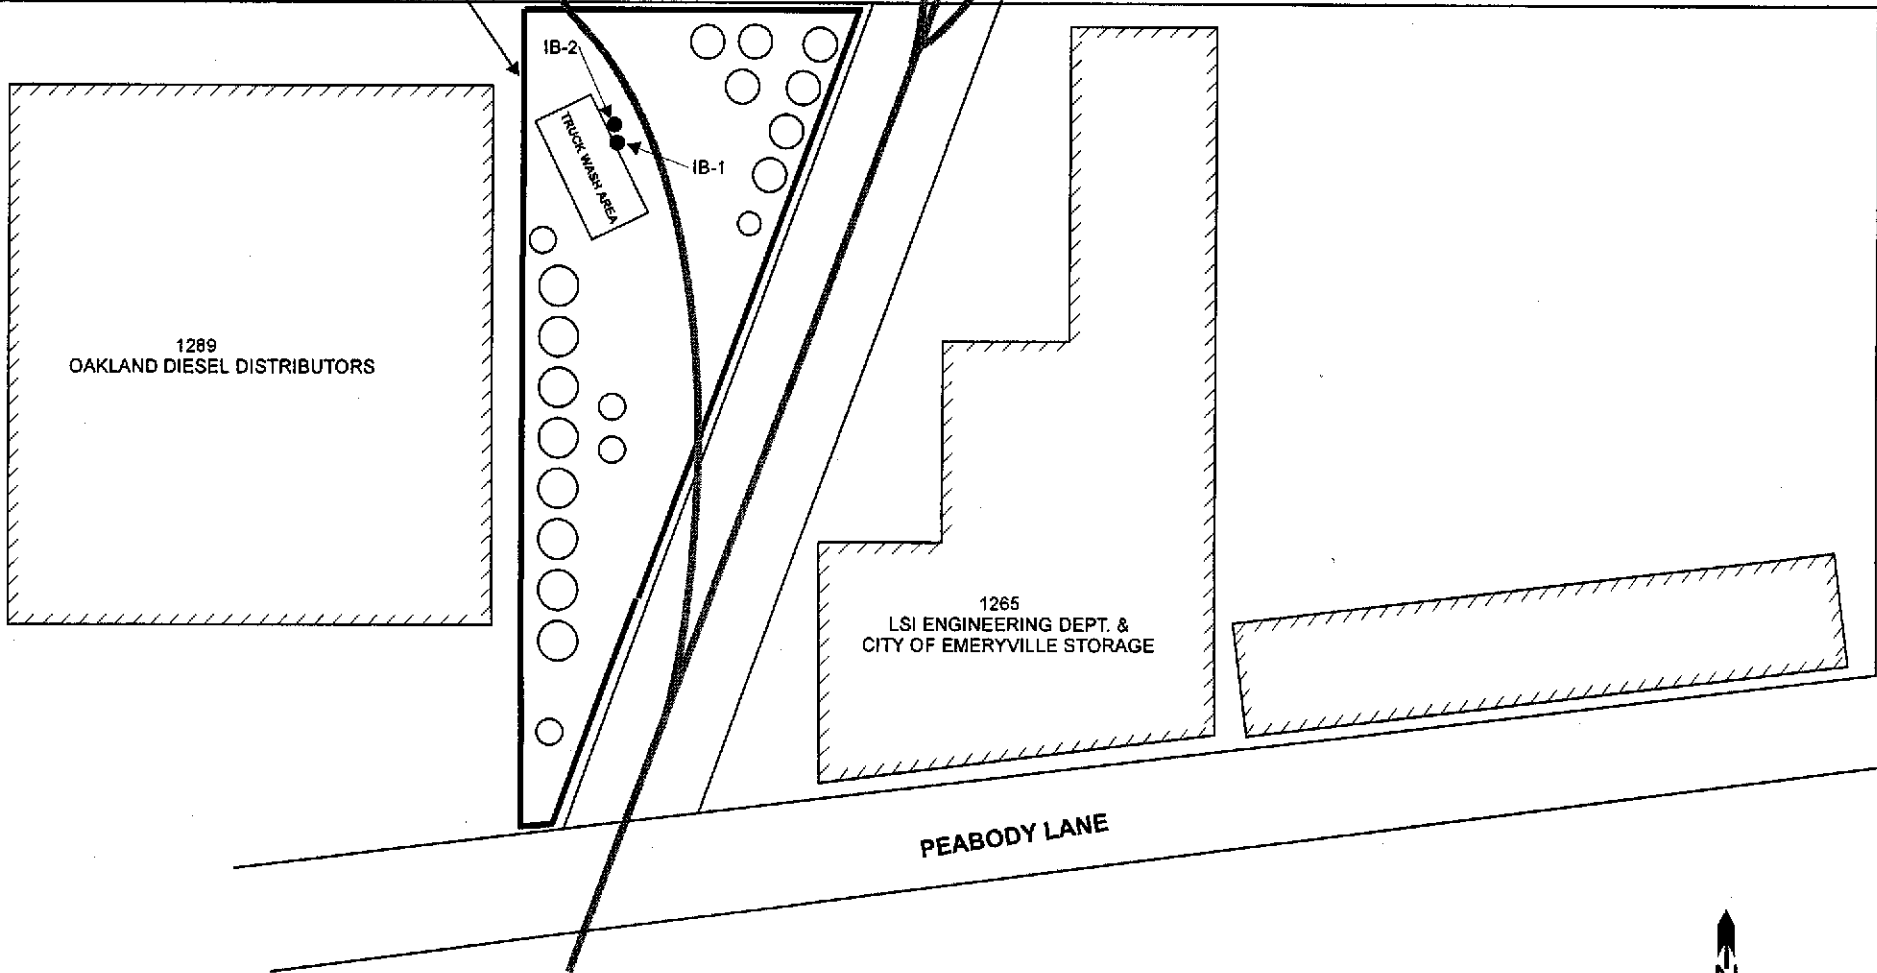 IB-2
TRUCK WASH AREA
IB-1
1289
OAKLAND DIESEL DISTRIBUTORS
1265
LSI ENGINEERING DEPT. &
CITY OF EMERYVILLE STORAGE
PEABODY LANE
N